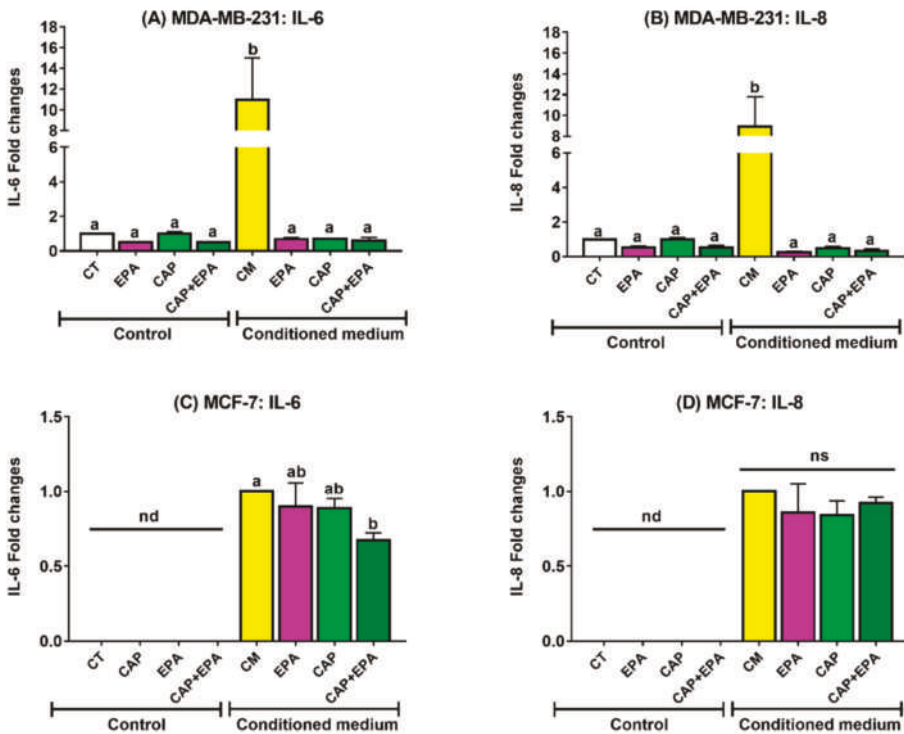 (A) MDA-MB-231: IL-6
IL-6 Fold changes
18
16
14
12
10
8
6
4
2
0
a
a
a
a
b
a
a
a
CT
EPA
CAP
CAP+EPA
CM
EPA
CAP
CAP+EPA
Control
Conditioned medium
(B) MDA-MB-231: IL-8
IL-8 Fold changes
18
16
14
12
10
8
6
4
2
0
a
a
a
a
b
a
a
a
CT
EPA
CAP
CAP+EPA
CM
EPA
CAP
CAP+EPA
Control
Conditioned medium
(C) MCF-7: IL-6
IL-6 Fold changes
1.5
1.0
0.5
0.0
nd
a
ab
ab
b
CT
CAP
EPA
CAP+EPA
CM
EPA
CAP
CAP+EPA
Control
Conditioned medium
(D) MCF-7: IL-8
IL-8 Fold changes
1.5
1.0
0.5
0.0
nd
ns
CT
EPA
CAP
CAP+EPA
CM
EPA
CAP
CAP+EPA
Control
Conditioned medium